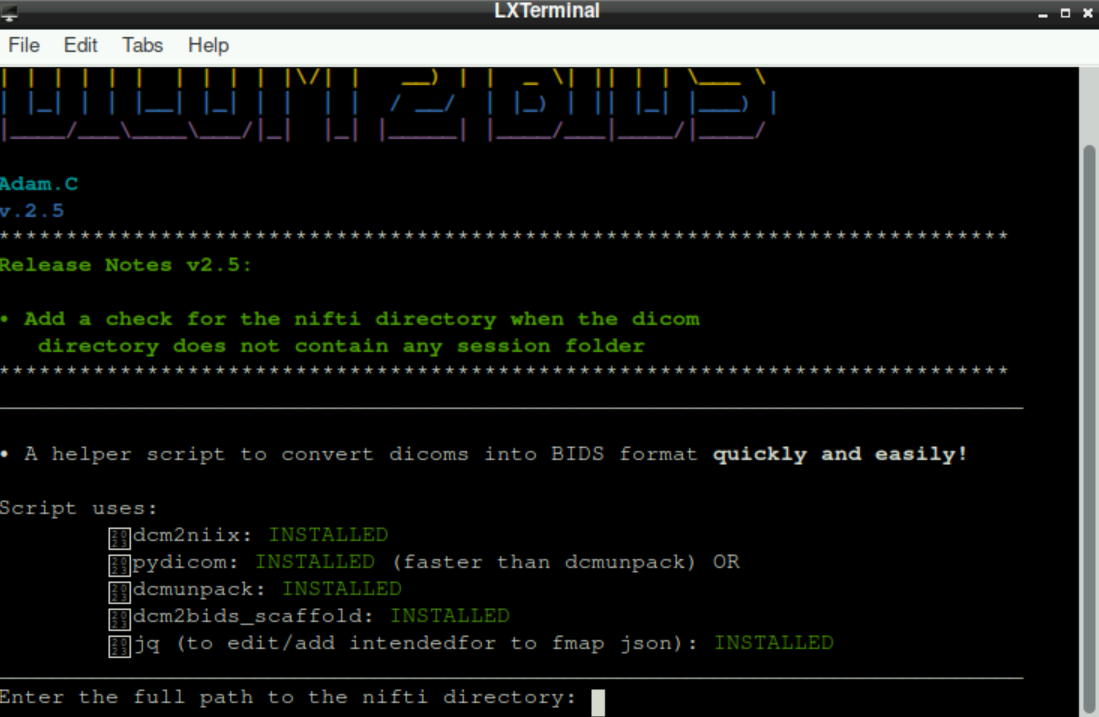 LXTerminal
File Edit Tabs Help
DICOM 2 BIDS
Adam.C
v.2.5
***************************************************************************
Release Notes v2.5:
• Add a check for the nifti directory when the dicom
directory does not contain any session folder
***************************************************************************
• A helper script to convert dicoms into BIDS format quickly and easily!
Script uses:
dcm2niix: INSTALLED
pydicom: INSTALLED (faster than dcmunpack) OR
dcmunpack: INSTALLED
dcm2bids_scaffold: INSTALLED
jq (to edit/add intendedfor to fmap json): INSTALLED
Enter the full path to the nifti directory: